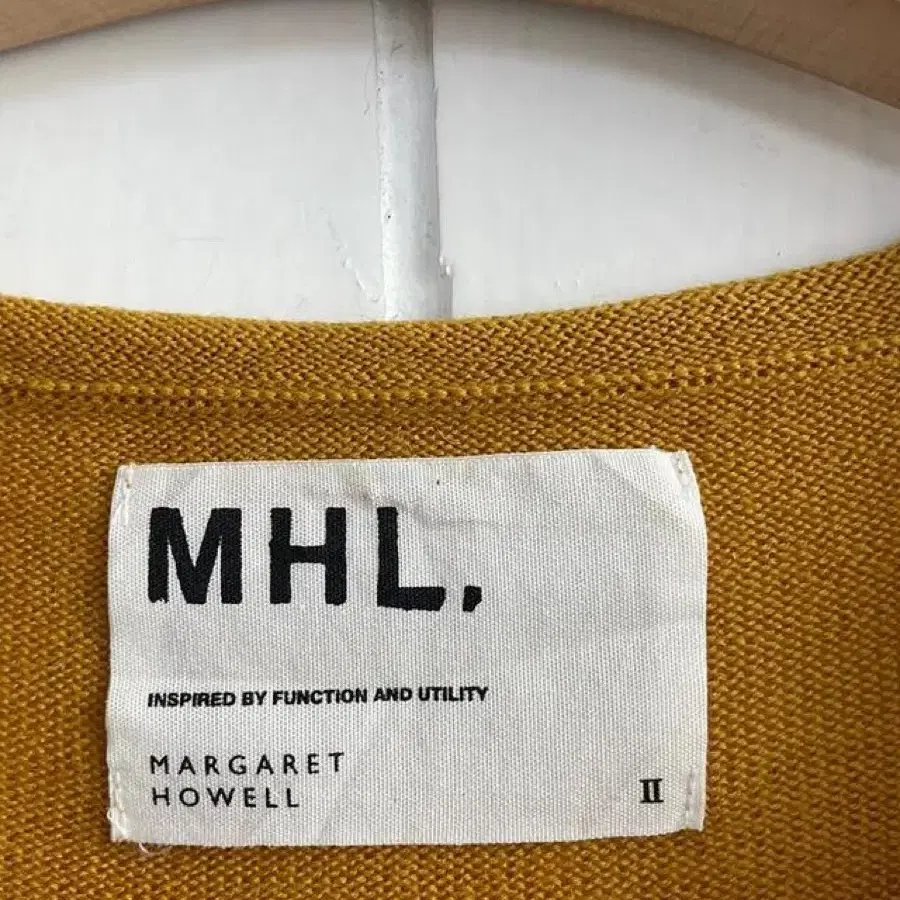 MHL.
INSPIRED BY FUNCTION AND UTILITY
MARGARET
HOWELL
II